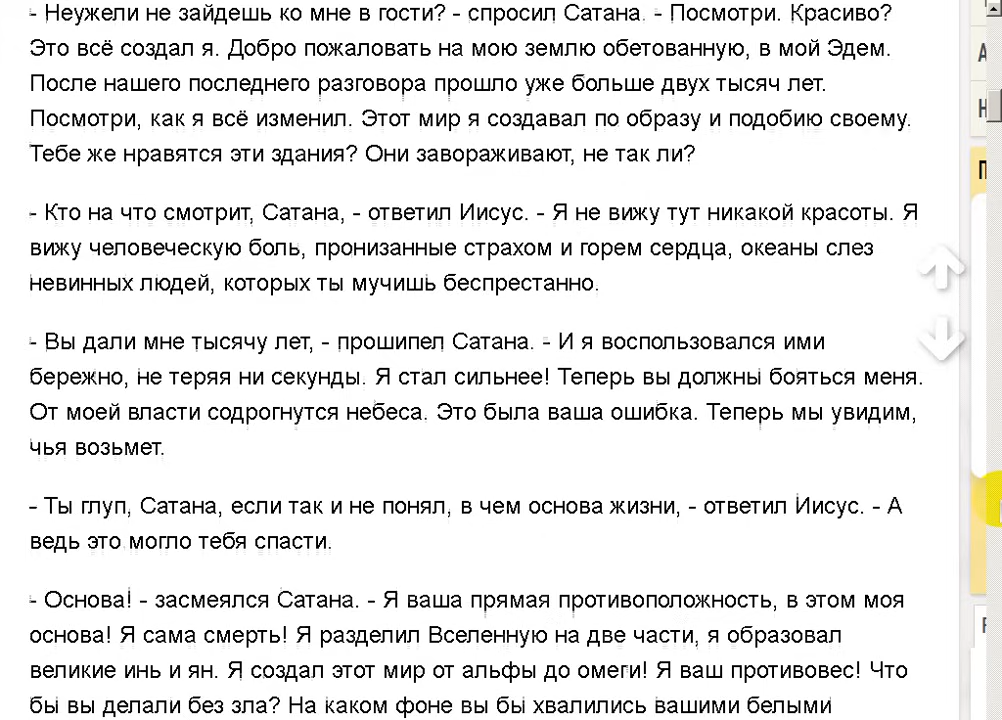 - Неужели не зайдешь ко мне в гости? - спросил Сатана. - Посмотри. Красиво?
Это всё создал я. Добро пожаловать на мою землю обетованную, в мой Эдем.
После нашего последнего разговора прошло уже больше двух тысяч лет.
Посмотри, как я всё изменил. Этот мир я создавал по образу и подобию своему.
Тебе же нравятся эти здания? Они завораживают, не так ли?
- Кто на что смотрит, Сатана, - ответил Иисус. - Я не вижу тут никакой красоты. Я
вижу человеческую боль, пронизанные страхом и горем сердца, океаны слез
невинных людей, которых ты мучишь беспрестанно.
- Вы дали мне тысячу лет, - прошипел Сатана. - И я воспользовался ими
бережно, не теряя ни секунды. Я стал сильнее! Теперь вы должны бояться меня.
От моей власти содрогнутся небеса. Это была ваша ошибка. Теперь мы увидим,
чья возьмет.
- Ты глуп, Сатана, если так и не понял, в чем основа жизни, - ответил Иисус. - А
ведь это могло тебя спасти.
- Основа! - засмеялся Сатана. - Я ваша прямая противоположность, в этом моя
основа! Я сама смерть! Я разделил Вселенную на две части, я образовал
великие инь и ян. Я создал этот мир от альфы до омеги! Я ваш противовес! Что
бы вы делали без зла? На каком фоне вы бы хвалились вашими белыми